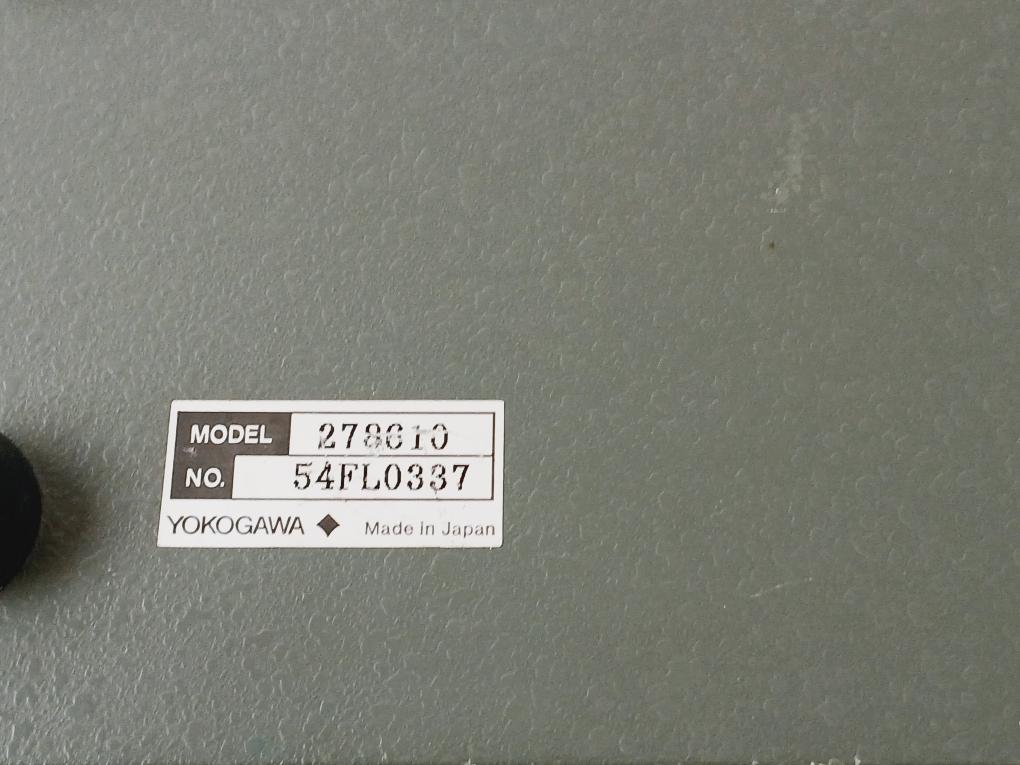 MODEL 278610
NO. 54FL0337
YOKOGAWA Made in Japan